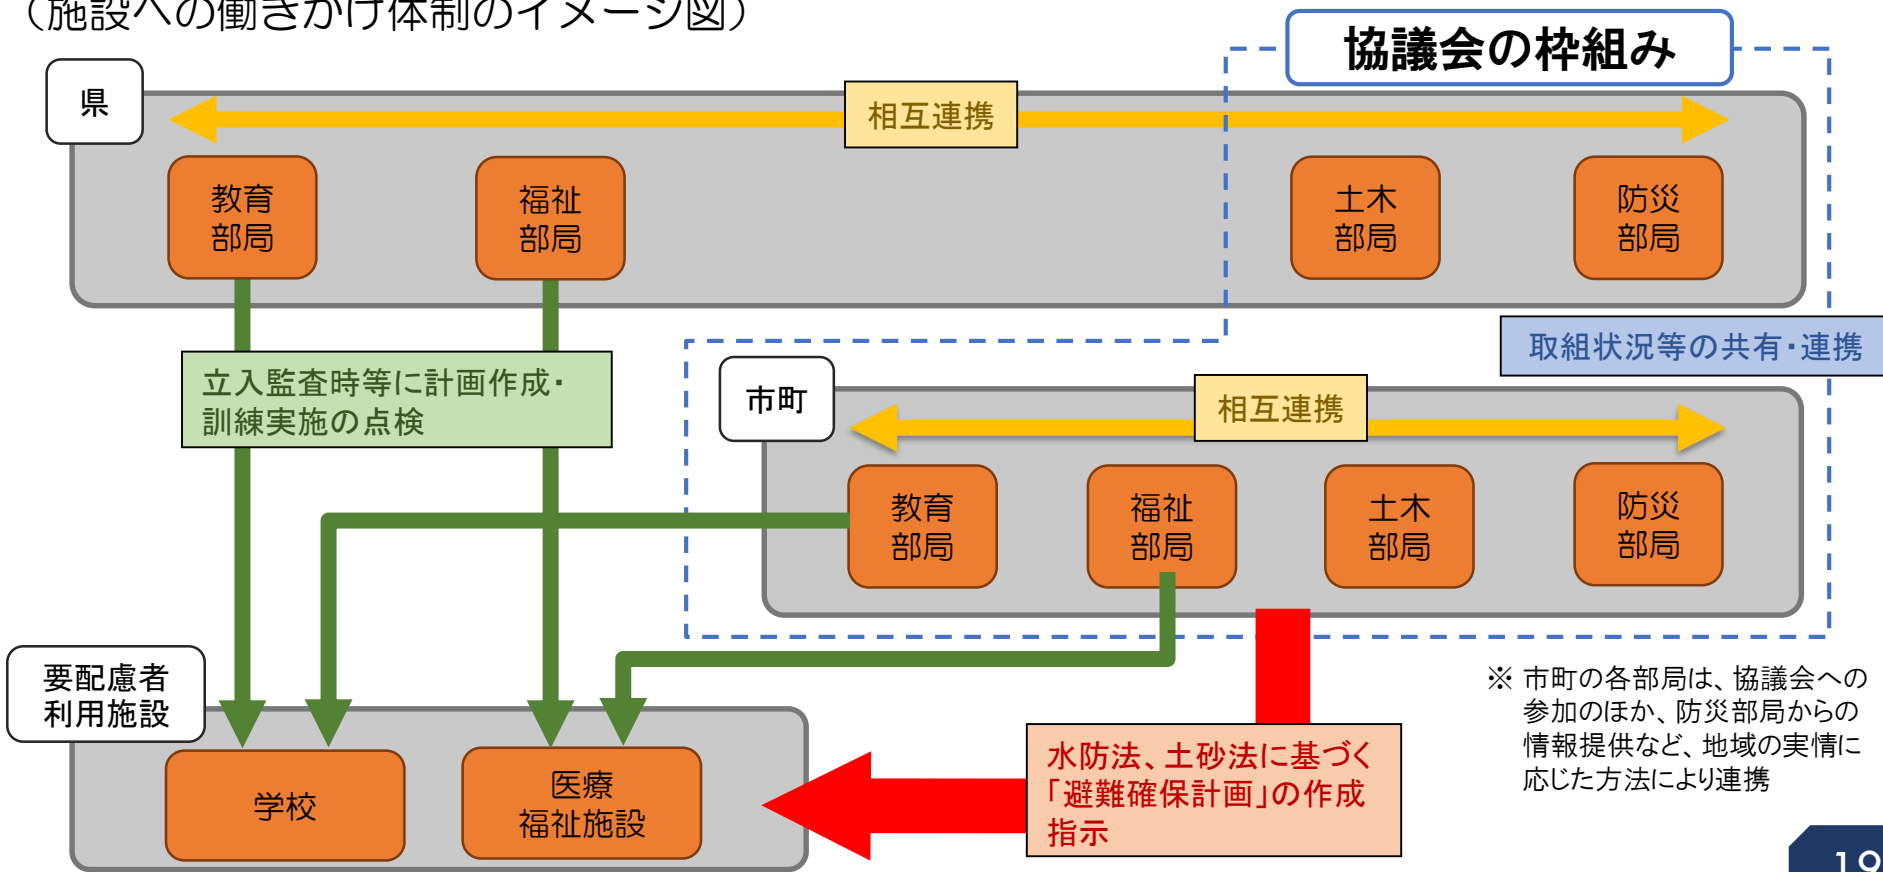 （施設への働きかけ体制のイメージ図）
協議会の枠組み
県
相互連携
教育
部局
福祉
部局
土木
部局
防災
部局
取組状況等の共有・連携
立入監査時等に計画作成・
訓練実施の点検
市町
相互連携
教育
部局
福祉
部局
土木
部局
防災
部局
要配慮者
利用施設
学校
医療
福祉施設
水防法、土砂法に基づく
「避難確保計画」の作成
指示
※ 市町の各部局は、協議会への
参加のほか、防災部局からの
情報提供など、地域の実情に
応じた方法により連携
19